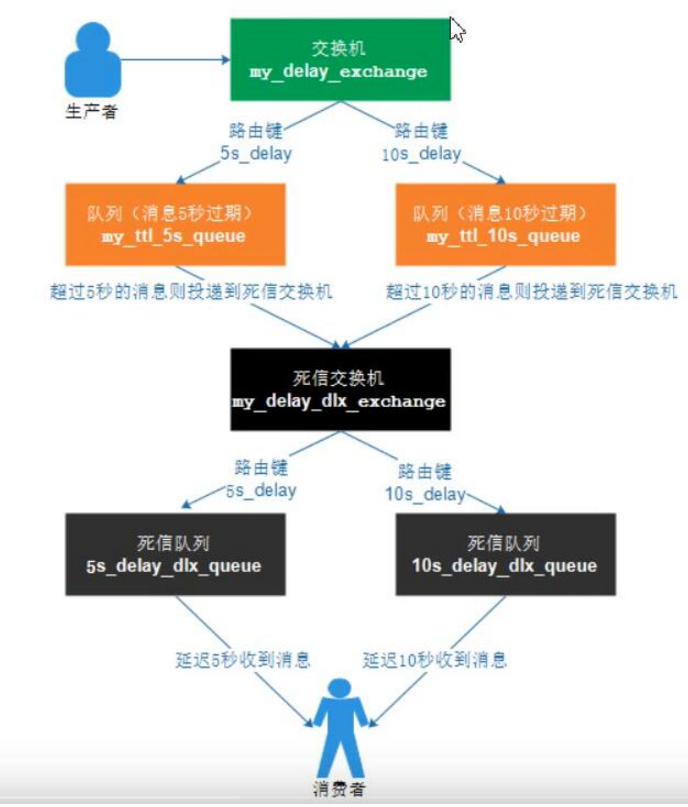 交换机
my_delay_exchange
生产者
路由键
5s_delay
路由键
10s_delay
队列（消息5秒过期）
my_ttl_5s_queue
队列（消息10秒过期）
my_ttl_10s_queue
超过5秒的消息则投递到死信交换机
超过10秒的消息则投递到死信交换机
死信交换机
my_delay_dlx_exchange
路由键
5s_delay
路由键
10s_delay
死信队列
5s_delay_dlx_queue
死信队列
10s_delay_dlx_queue
延迟5秒收到消息
延迟10秒收到消息
消费者